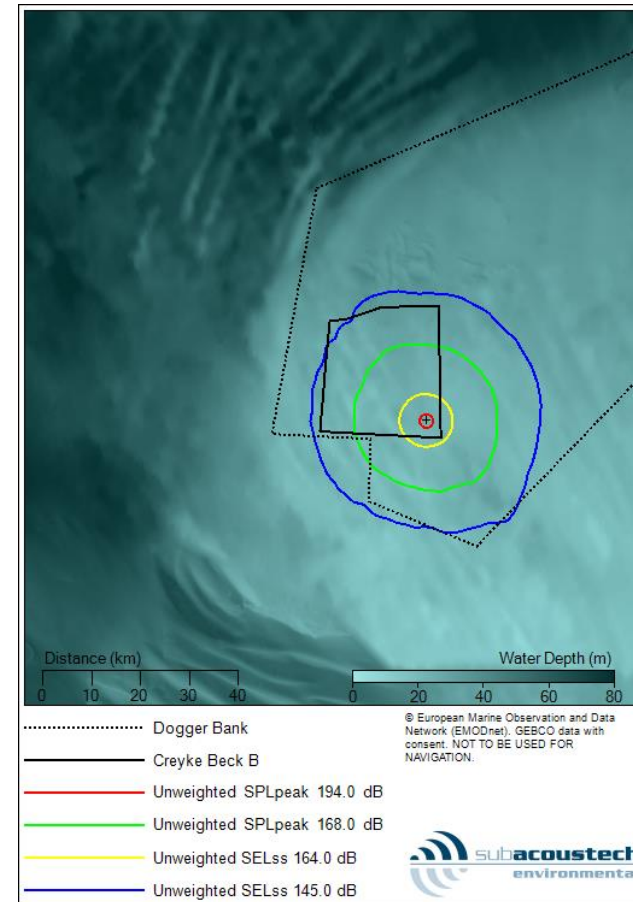 Distance (km)
0 10 20 30 40
Water Depth (m)
0 20 40 60 80
Dogger Bank
Creyke Beck B
Unweighted SPLpeak 194.0 dB
Unweighted SPLpeak 168.0 dB
Unweighted SELss 164.0 dB
Unweighted SELss 145.0 dB
© European Marine Observation and Data
Network (EMODnet). GEBCO data with
consent. NOT TO BE USED FOR
NAVIGATION.
subacoustech
environmental